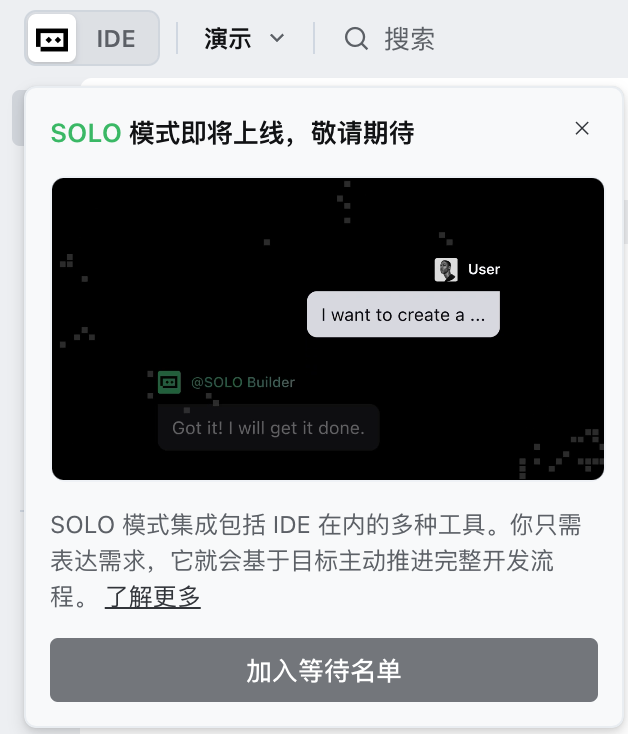 IDE
演示
搜索
SOLO 模式即将上线，敬请期待
User
I want to create a ...
@SOLO Builder
Got it! I will get it done.
SOLO 模式集成包括 IDE 在内的多种工具。你只需
表达需求，它就会基于目标主动推进完整开发流
程。 了解更多
加入等待名单